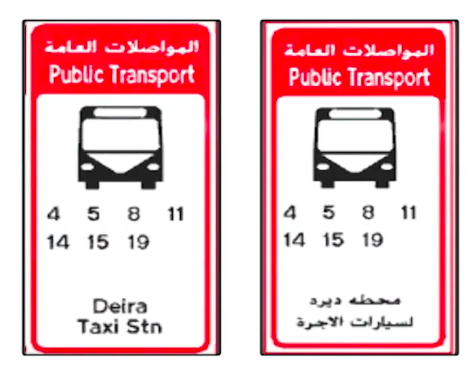 المواصلات العامة
Public Transport
4 5 8 11
14 15 19
Deira
Taxi Stn
المواصلات العامة
Public Transport
4 5 8 11
14 15 19
محطه ديرد
لسيارات الاجرة